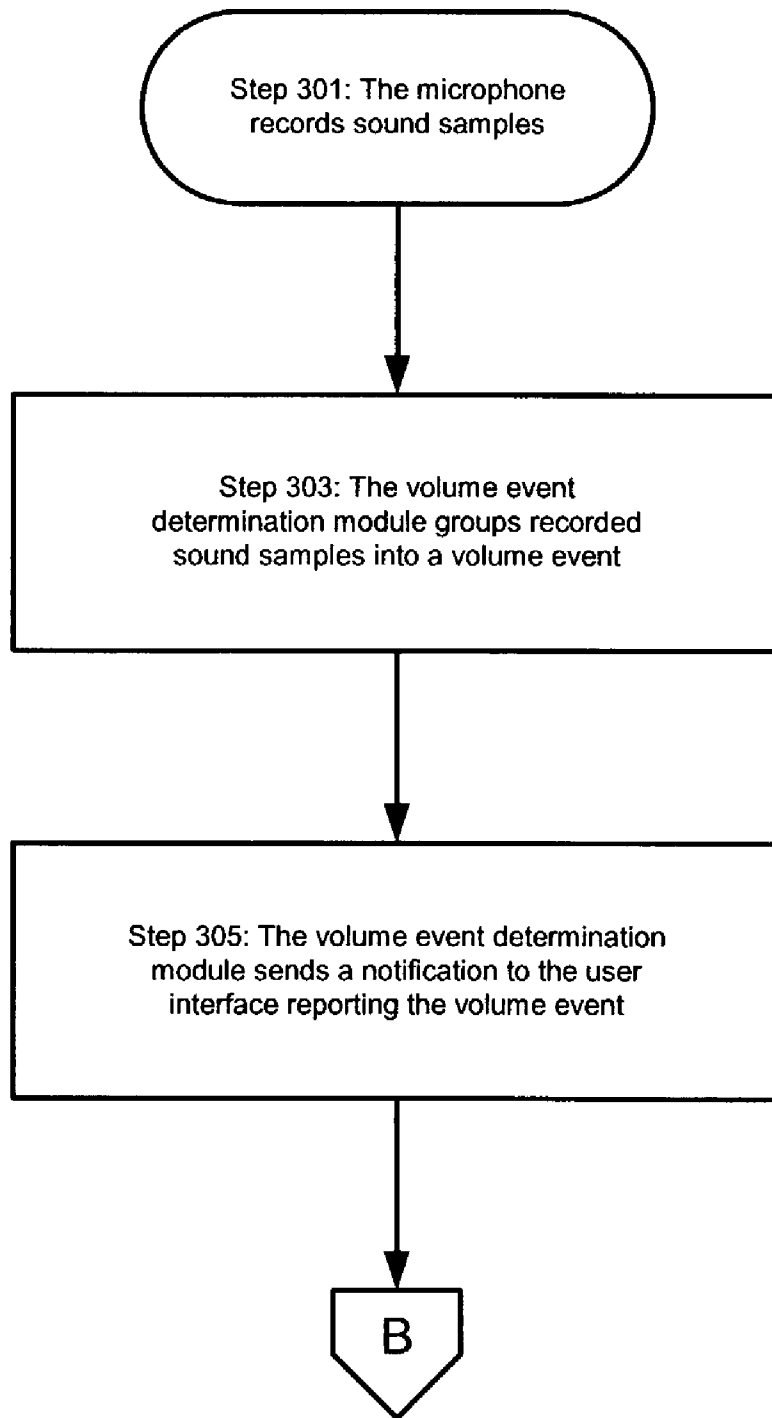 Step 301: The microphone
records sound samples
Step 303: The volume event
determination module groups recorded
sound samples into a volume event
Step 305: The volume event determination
module sends a notification to the user
interface reporting the volume event
B